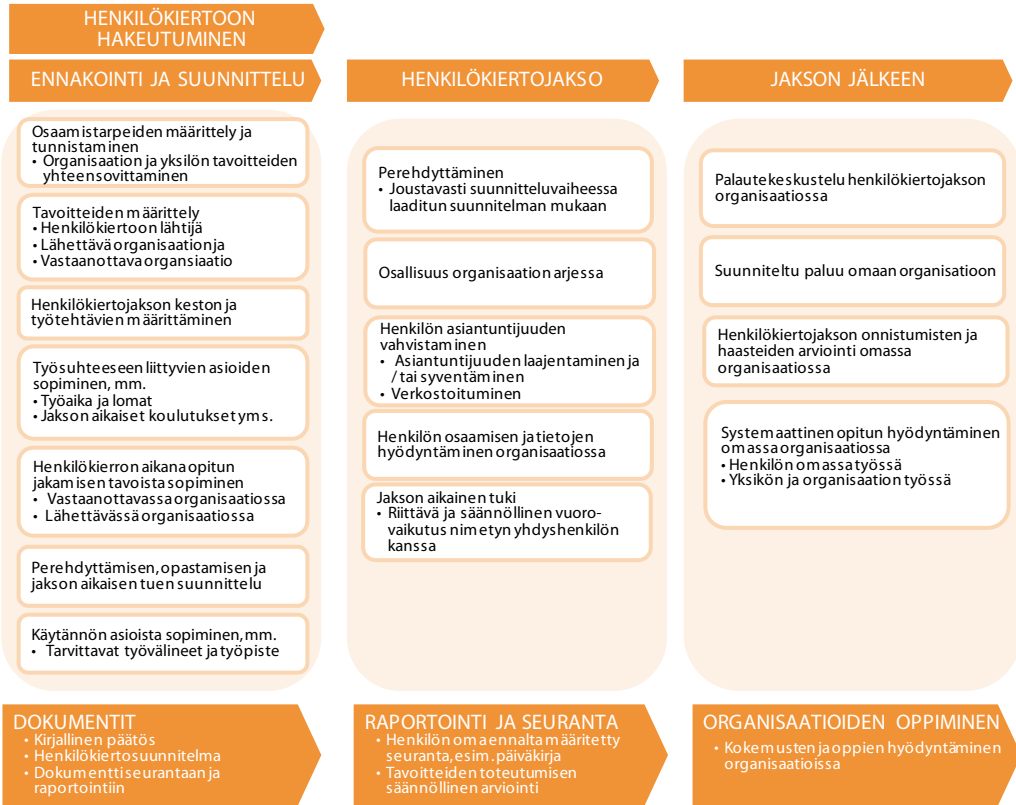 HENKILÖKIERTOON
HAKEUTUMINEN
ENNAKOINTI JA SUUNNITTELU
Osaamistarpeiden määrittely ja
tunnistaminen
• Organisaation ja yksilön tavoitteiden
yhteensovittaminen
Tavoitteiden määrittely
• Henkilökiertoon lähtijä
• Lähettävä organisaationja
• Vastaanottava organsiaatio
Henkilökiertojakson keston ja
työtehtävien määrittäminen
Työsuhteeseen liittyvien asioiden
sopiminen, mm.
• Työaika ja lomat
• Jakson aikaiset koulutukset yms.
Henkilökierron aikana opitun
jakamisen tavoista sopiminen
• Vastaanottavassa organisaatiossa
• Lähettävässä organisaatiossa
Perehdyttämisen, opastamisen ja
jakson aikaisen tuen suunnittelu
Käytännön asioista sopiminen, mm.
• Tarvittavat työvälineet ja työpiste
DOKUMENTIT
• Kirjallinen päätös
• Henkilökiertosuunnitelma
• Dokumentti seurantaan ja
raportointiin
HENKILÖKIERTOJAKSO
Perehdyttäminen
• Joustavasti suunnitteluvaiheessa
laaditun suunnitelman mukaan
Osallisuus organisaation arjessa
Henkilön asiantuntijuuden
vahvistaminen
• Asiantuntijuuden laajentaminen ja
/ tai syventäminen
• Verkostoituminen
Henkilön osaamisen ja tietojen
hyödyntäminen organisaatiossa
Jakson aikainen tuki
• Riittävä ja säännöllinen vuoro-
vaikutus nimetyn yhdyshenkilön
kanssa
RAPORTOINTI JA SEURANTA
• Henkilön oma ennalta määritetty
seuranta, esim. päiväkirja
• Tavoitteiden toteutumisen
säännöllinen arviointi
JAKSON JÄLKEEN
Palautekeskustelu henkilökiertojakson
organisaatiossa
Suunniteltu paluu omaan organisatioon
Henkilökiertojakson onnistumisten ja
haasteiden arviointi omassa
organisaatiossa
Systemaattinen opitun hyödyntäminen
omassa organisaatiossa
• Henkilön omassa työssä
• Yksikön ja organisaation työssä
ORGANISAATIOIDEN OPPIMINEN
• Kokemusten ja oppien hyödyntäminen
organisaatioissa